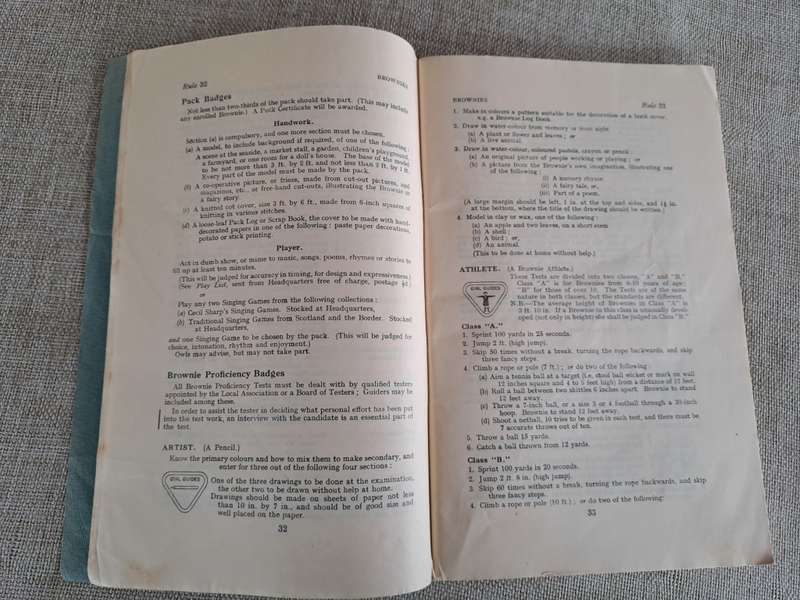 Rule 32
BROWNIES
Pack Badges
Not less than two-thirds of the pack should take part. (This may include
any enrolled Brownie.) A Pack Certificate will be awarded.
Handwork.
Section (a) is compulsory, and one more section must be chosen.
(a) A model, to include background if required, of one of the following :
A scene at the seaside, a market stall, a garden, children's playground,
a farmyard, or one room for a doll's house. The base of the model
to be not more than 3 ft. by 2 ft. and not less than 2 ft. by 1 ft.
Every part of the model must be made by the pack.
(b) A co-operative picture, or frieze, made from cut-out pictures, and
magazines, etc., or free-hand cut-outs, illustrating the Brownie in
a fairy story.
(c) A knitted cot cover, size 3 ft. by 6 ft., made from 6-inch squares of
knitting in various stitches.
(d) A loose-leaf Pack Log or Scrap Book, the cover to be made with hand-
decorated papers in one of the following : paste paper decorations,
potato or stick printing.
Player.
Act in dumb show, or mime to music, songs, poems, rhymes or stories to
fill up at least ten minutes.
(This will be judged for accuracy in timing, for design and expressiveness.)
(See Play List, sent from Headquarters free of charge, postage
or
Play any two Singing Games from the following collections :
(a) Cecil Sharp's Singing Games. Stocked at Headquarters,
(b) Traditional Singing Games from Scotland and the Border. Stocked
at Headquarters,
and one Singing Game to be chosen by the pack. (This will be judged for
choice, intonation, rhythm and enjoyment.)
Owls may advise, but may not take part.
Brownie Proficiency Badges
All Brownie Proficiency Tests must be dealt with by qualified testers
appointed by the Local Association or a Board of Testers ; Guiders may be
included among these.
In order to assist the tester in deciding what personal effort has been put
into the test work, an interview with the candidate is an essential part of
the test.
ARTIST. (A Pencil.)
Know the primary colours and how to mix them to make secondary, and
enter for three out of the following four sections :
GIRL GUIDES
One of the three drawings to be done at the examination,
the other two to be drawn without help at home.
Drawings should be made on sheets of paper not less
than 10 in. by 7 in., and should be of good size and
well placed on the paper.
32
BROWNIES
Rule 33
1. Make in colours a pattern suitable for the decoration of a book cover,
e.g. a Brownie Log Book.
2. Draw in water-colour from memory or from sight
(a) A plant or flower and leaves ; or
(b) A live animal.
3. Draw in water-colour, coloured pastels, crayon or pencil :
(a) An original picture of people working or playing ; or
(b) A picture from the Brownie's own imagination, illustrating one
of the following :
(i) A nursery rhyme.
(ii) A fairy tale, or,
(iii) Part of a poem.
(A large margin should be left, 1 in. at the top and sides, and 1½ in.
at the bottom, where the title of the drawing should be written.)
4. Model in clay or wax, one of the following :
(a) An apple and two leaves, on a short stem
(b) A shell ;
(c) A bird ; or,
(d) An animal.
(This to be done at home without help.)
ATHLETE. (A Brownie Athlete.)
GIRL GUIDES
These Tests are divided into two classes, "A" and "B."
Class "A" is for Brownies from 8-10 years of age:
"B" for those of over 10. The Tests are of the same
nature in both classes, but the standards are different.
N.B.—The average height of Brownies in Class "A" is
3 ft. 10 in. If a Brownie in this class is unusually devel-
oped (not only in height) she shall be judged in Class "B."
Class "A."
1. Sprint 100 yards in 25 seconds.
2. Jump 2 ft. (high jump).
3. Skip 50 times without a break, turning the rope backwards, and skip
three fancy steps.
4. Climb a rope or pole (7 ft.) ; or do two of the following :
(a) Aim a tennis ball at a target (i.e. stool ball wicket or mark on wall
12 inches square and 4 to 5 feet high) from a distance of 12 feet.
(b) Roll a ball between two shuttles 6 inches apart. Brownie to stand
12 feet away.
(c) Throw a 7-inch ball, or a size 3 or 4 football through a 30-inch
hoop. Brownie to stand 12 feet away.
(d) Shoot a netball, 10 tries to be given in each test, and there must be
7 accurate throws out of ten.
5. Throw a ball 15 yards.
6. Catch a ball thrown from 12 yards.
Class "B."
1. Sprint 100 yards in 20 seconds.
2. Jump 2 ft. 8 in. (high jump).
3. Skip 60 times without a break, turning the rope backwards, and skip
three fancy steps.
4. Climb a rope or pole (10 ft.) ; or do two of the following:
33